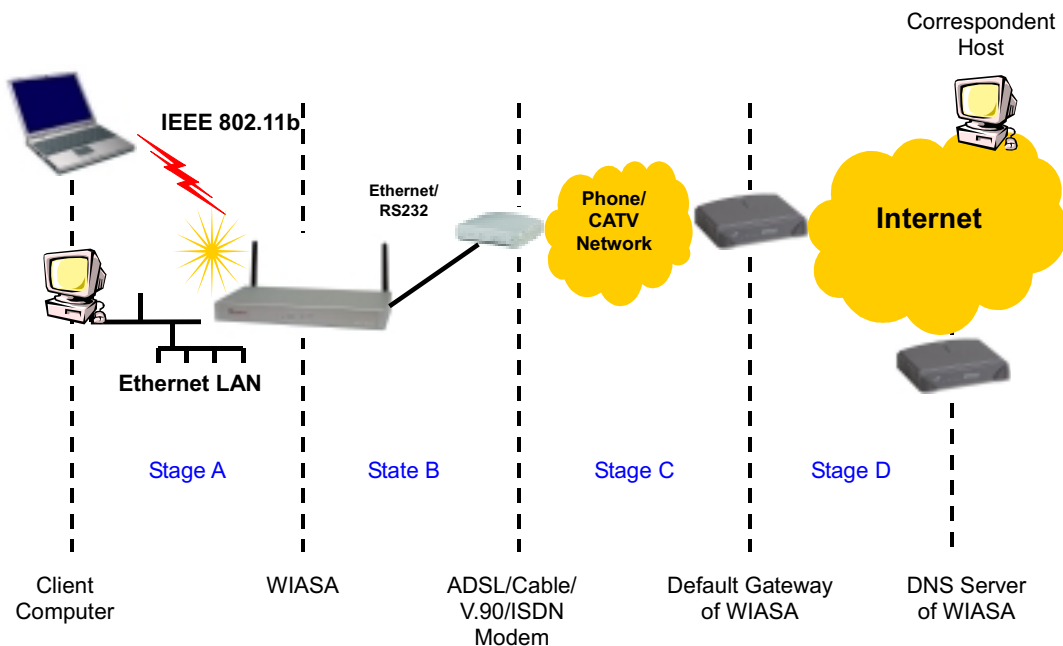 Correspondent
Host
IEEE 802.11b
Ethernet/
RS232
Phone/
CATV
Network
Internet
Ethernet LAN
Stage A
State B
Stage C
Stage D
Client
Computer
WIASA
ADSL/Cable/
V.90/ISDN
Modem
Default Gateway
of WIASA
DNS Server
of WIASA